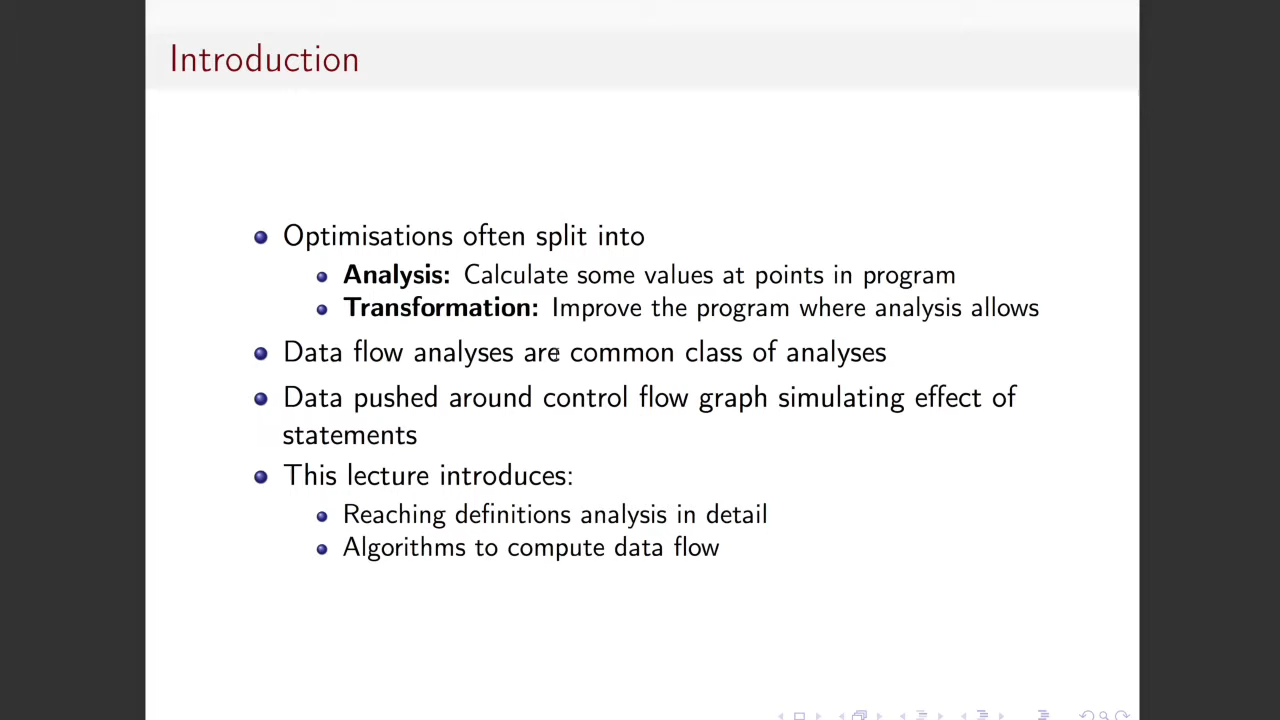 Introduction
Optimisations often split into
Analysis: Calculate some values at points in program
Transformation: Improve the program where analysis allows
Data flow analyses are common class of analyses
Data pushed around control flow graph simulating effect of
statements
This lecture introduces:
Reaching definitions analysis in detail
Algorithms to compute data flow